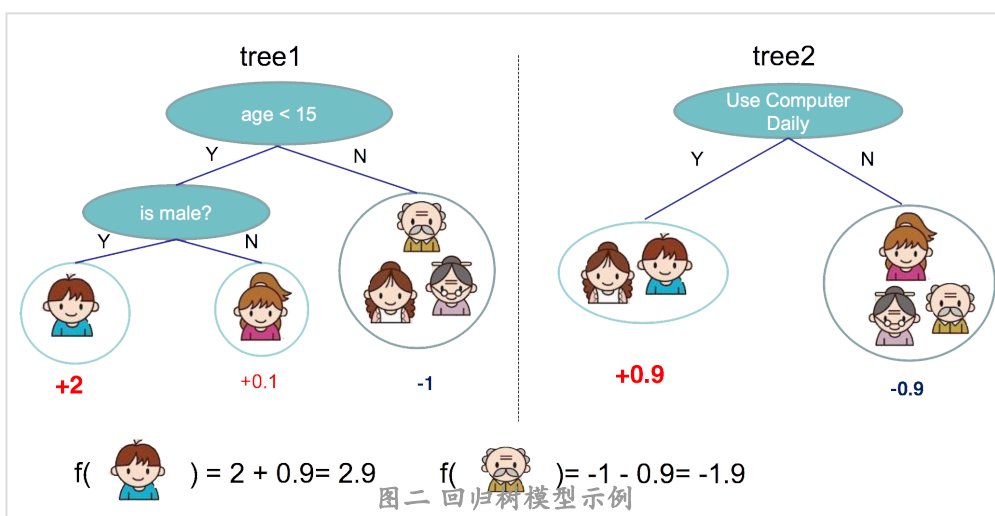 tree1
age < 15
Y
N
is male?
Y
N
+2
+0.1
-1
tree2
Use Computer
Daily
Y
N
+0.9
-0.9
f( ) = 2 + 0.9= 2.9
f( )= -1 - 0.9= -1.9
图二 回归树模型示例